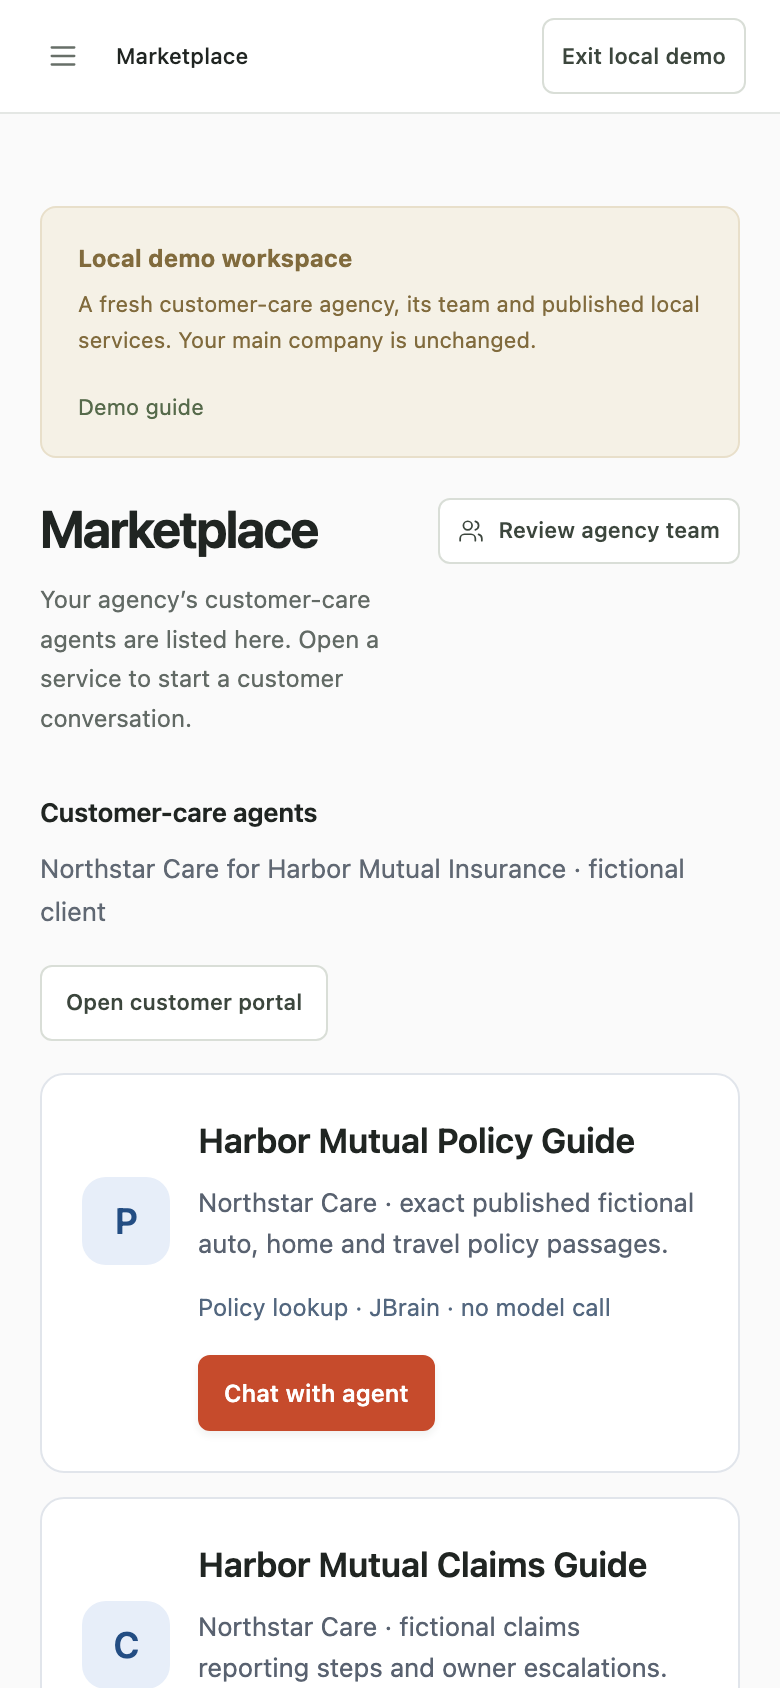 Marketplace
Exit local demo
Local demo workspace
A fresh customer-care agency, its team and published local
services. Your main company is unchanged.
Demo guide
Marketplace
Review agency team
Your agency’s customer-care
agents are listed here. Open a
service to start a customer
conversation.
Customer-care agents
Northstar Care for Harbor Mutual Insurance · fictional
client
Open customer portal
Harbor Mutual Policy Guide
P
Northstar Care · exact published fictional
auto, home and travel policy passages.
Policy lookup · JBrain · no model call
Chat with agent
Harbor Mutual Claims Guide
C
Northstar Care · fictional claims
reporting steps and owner escalations.